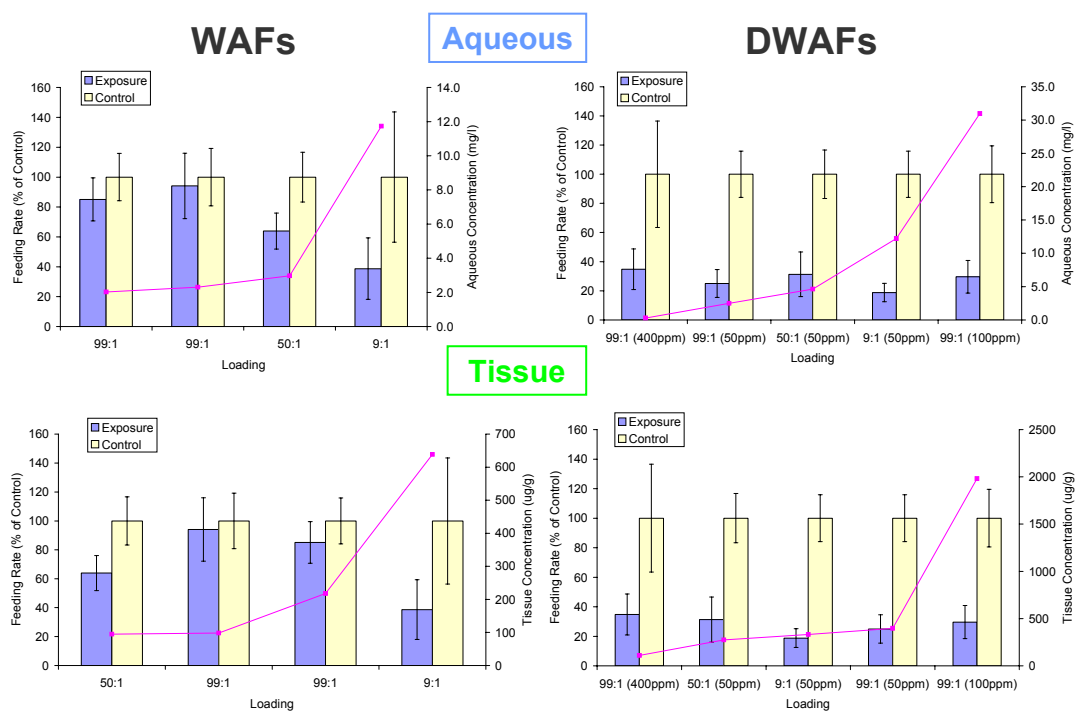 WAFs
Aqueous
DWAFs
Exposure
Control
160
140
120
100
80
60
40
20
0
Feeding Rate (% of Control)
14.0
12.0
10.0
8.0
6.0
4.0
2.0
0.0
Aqueous Concentration (mg/l)
99:1 99:1 50:1 9:1
Loading
Exposure
Control
160
140
120
100
80
60
40
20
0
Feeding Rate (% of Control)
35.0
30.0
25.0
20.0
15.0
10.0
5.0
0.0
Aqueous Concentration (mg/l)
99:1 (400ppm) 99:1 (50ppm) 50:1 (50ppm) 9:1 (50ppm) 99:1 (100ppm)
Loading
Tissue
Exposure
Control
160
140
120
100
80
60
40
20
0
Feeding Rate (% of Control)
700
600
500
400
300
200
100
0
Tissue Concentration (ug/g)
50:1 99:1 99:1 9:1
Loading
Exposure
Control
160
140
120
100
80
60
40
20
0
Feeding Rate (% of Control)
2500
2000
1500
1000
500
0
Tissue Concentration (ug/g)
99:1 (400ppm) 50:1 (50ppm) 9:1 (50ppm) 99:1 (50ppm) 99:1 (100ppm)
Loading